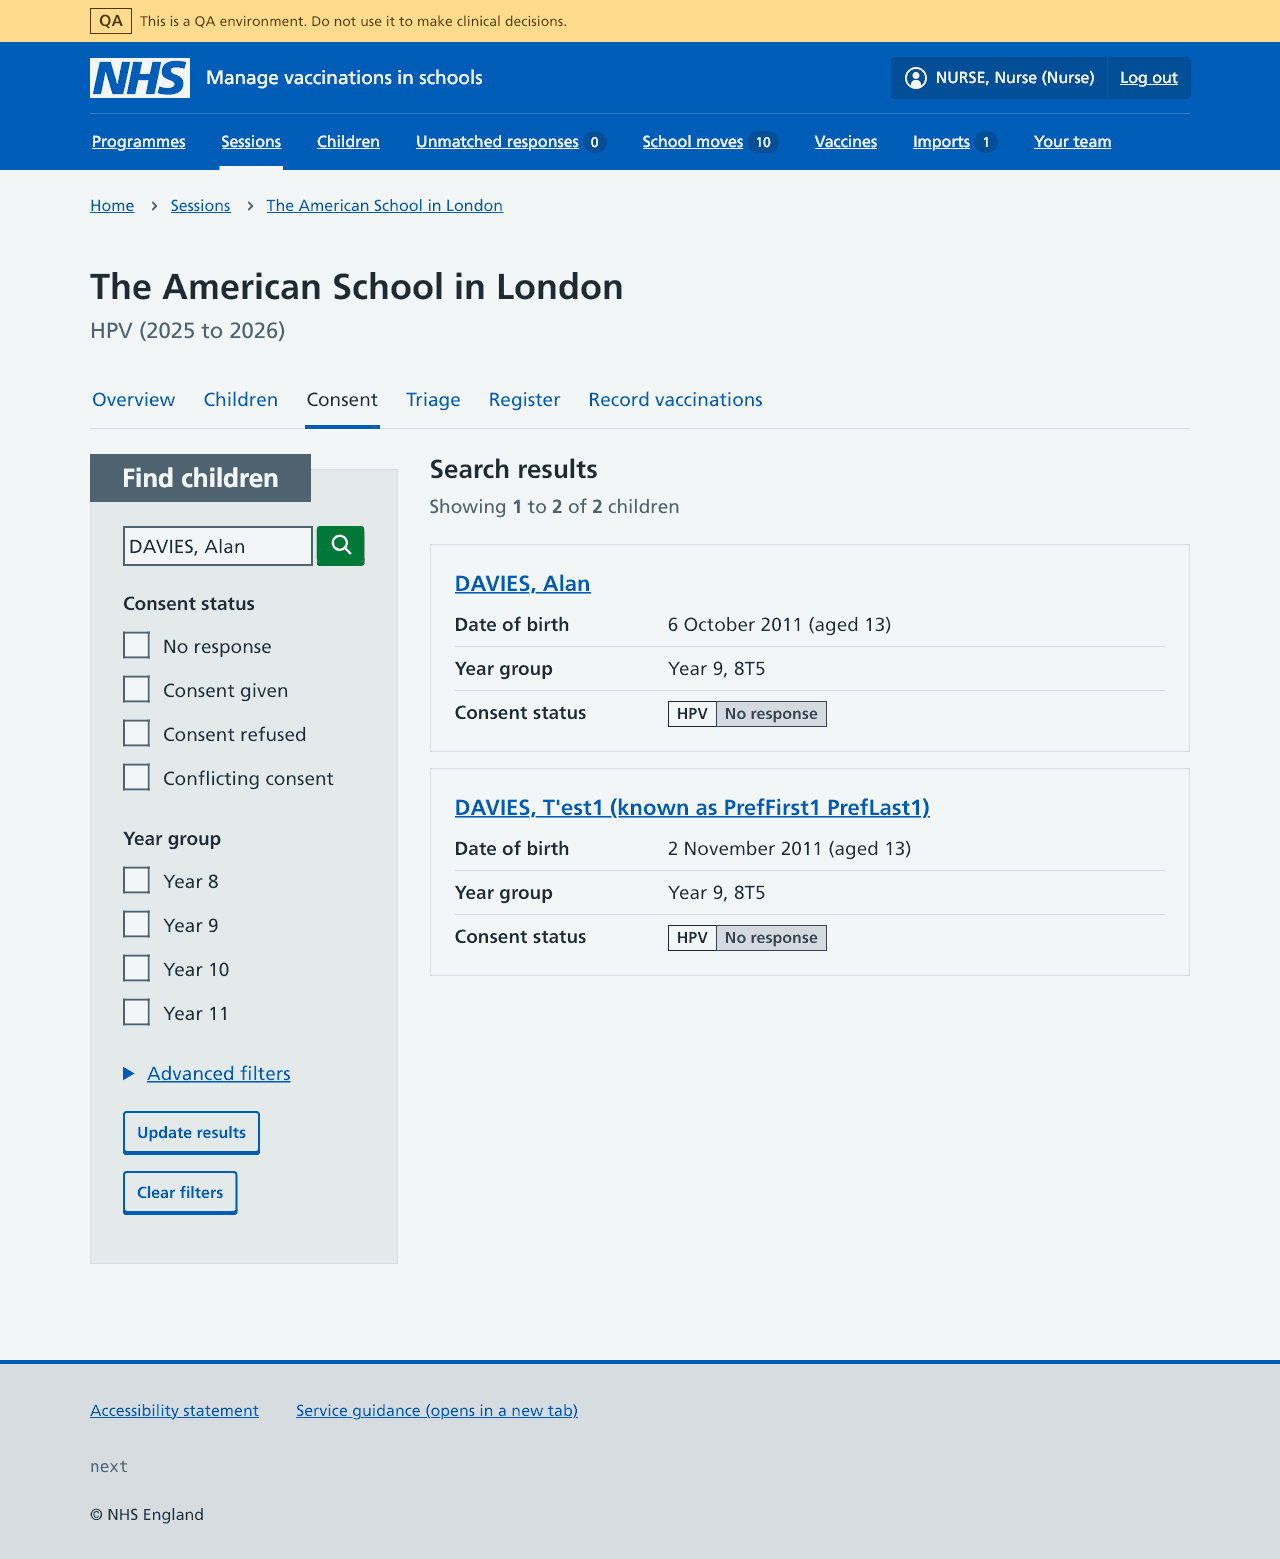 QA This is a QA environment. Do not use it to make clinical decisions.
NHS Manage vaccinations in schools NURSE, Nurse (Nurse) Log out
Programmes Sessions Children Unmatched responses 0 School moves 10 Vaccines Imports 1 Your team
Home Sessions The American School in London
The American School in London
HPV (2025 to 2026)
Overview Children Consent Triage Register Record vaccinations
Find children
DAVIES, Alan
Consent status
No response
Consent given
Consent refused
Conflicting consent
Year group
Year 8
Year 9
Year 10
Year 11
Advanced filters
Update results
Clear filters
Search results
Showing 1 to 2 of 2 children
DAVIES, Alan
Date of birth 6 October 2011 (aged 13)
Year group Year 9, 8T5
Consent status HPV No response
DAVIES, T'est1 (known as PrefFirst1 PrefLast1)
Date of birth 2 November 2011 (aged 13)
Year group Year 9, 8T5
Consent status HPV No response
Accessibility statement Service guidance (opens in a new tab)
next
© NHS England